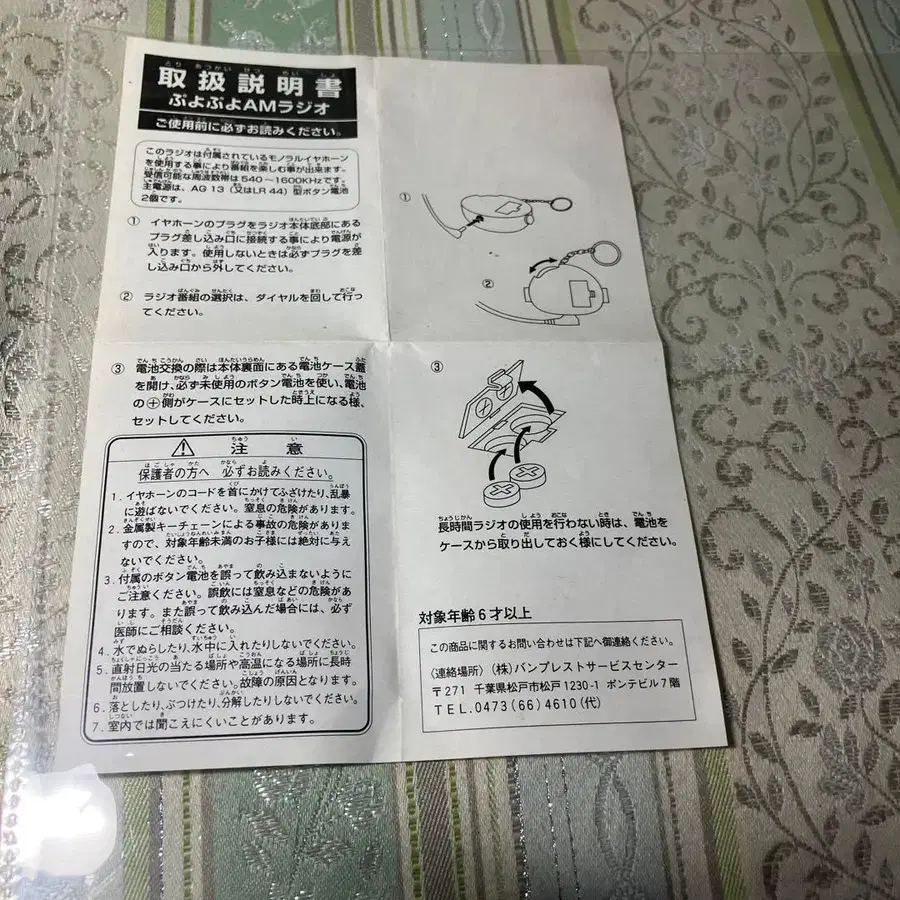 取扱説明書
ぷよぷよAMラジオ
ご使用前に必ずお読みください。
このラジオは付属されているモノラルイヤホーン
を使用する事により番組を楽しむ事が出来ます。
受信可能な周波数帯は540〜1600KHzです。
主電源は、AG13(又はLR44)型ボタン電池
2個です。
① イヤホーンのプラグをラジオ本体底部にある
プラグ差し込み口に接続する事により電源が
入ります。使用しないときは必ずプラグを差
し込み口から外してください。
② ラジオ番組の選択は、ダイヤルを回して行っ
てください。
①
②
③ 電池交換の際は本体裏面にある電池ケース蓋
を開け、必ず未使用のボタン電池を使い、電池
の⊕側がケースにセットした時上になる様、
セットしてください。
⚠ 注意
保護者の方へ 必ずお読みください。
1.イヤホーンのコードを首にかけてふざけたり、乱暴
に遊ばないでください。窒息の危険があります。
2.金属製キーチェーンによる事故の危険がありま
すので、対象年齢未満のお子様には絶対に与え
ないでください。
3.付属のボタン電池を誤って飲み込まないように
ご注意ください。誤飲には窒息などの危険があ
ります。また誤って飲み込んだ場合には、必ず
医師にご相談ください。
4.水でぬらしたり、水中に入れたりしないでください。
5.直射日光の当たる場所や高温になる場所に長時
間放置しないでください。故障の原因となります。
6.落としたり、ぶつけたり、分解したりしないでください。
7.室内では聞こえにくいことがあります。
③
長時間ラジオの使用を行わない時は、電池を
ケースから取り出しておく様にしてください。
対象年齢6才以上
この商品に関するお問い合わせは下記へ御連絡ください。
〈連絡場所〉(株)バンプレストサービスセンター
〒271 千葉県松戸市松戸1230-1 ポンテビル7階
TEL.0473(66)4610(代)